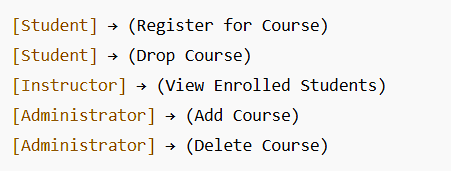 [Student] → (Register for Course)
[Student] → (Drop Course)
[Instructor] → (View Enrolled Students)
[Administrator] → (Add Course)
[Administrator] → (Delete Course)